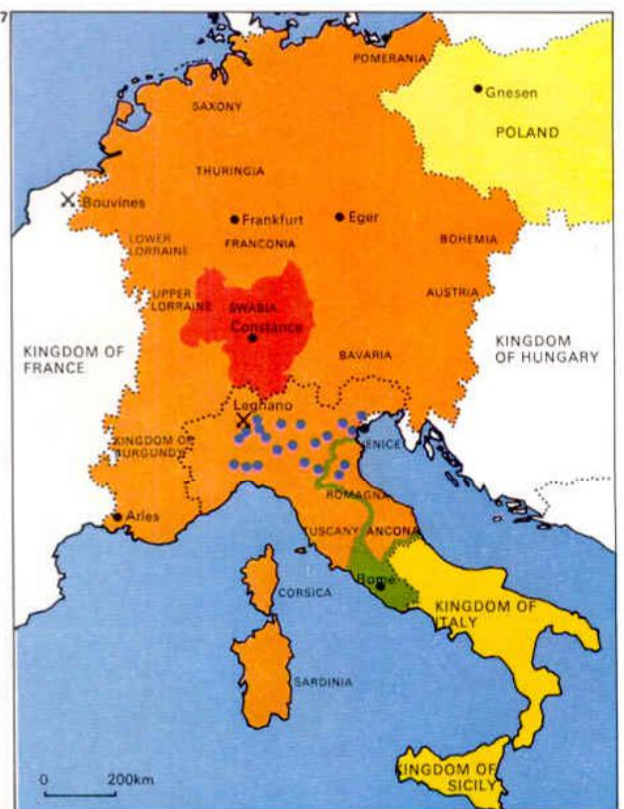 7
POMERANIA
Gnesen
SAXONY
POLAND
THURINGIA
Bouvines
Frankfurt
Eger
LOWER
LORRAINE
FRANCONIA
BOHEMIA
UPPER
LORRAINE
SWABIA
AUSTRIA
Constance
KINGDOM OF
FRANCE
BAVARIA
KINGDOM
OF HUNGARY
Legnano
KINGDOM OF
BURGUNDY
VENICE
ROMAGNA
Arles
TUSCANY
ANCONA
Rome
CORSICA
KINGDOM OF
ITALY
SARDINIA
0 200km
KINGDOM OF
SICILY